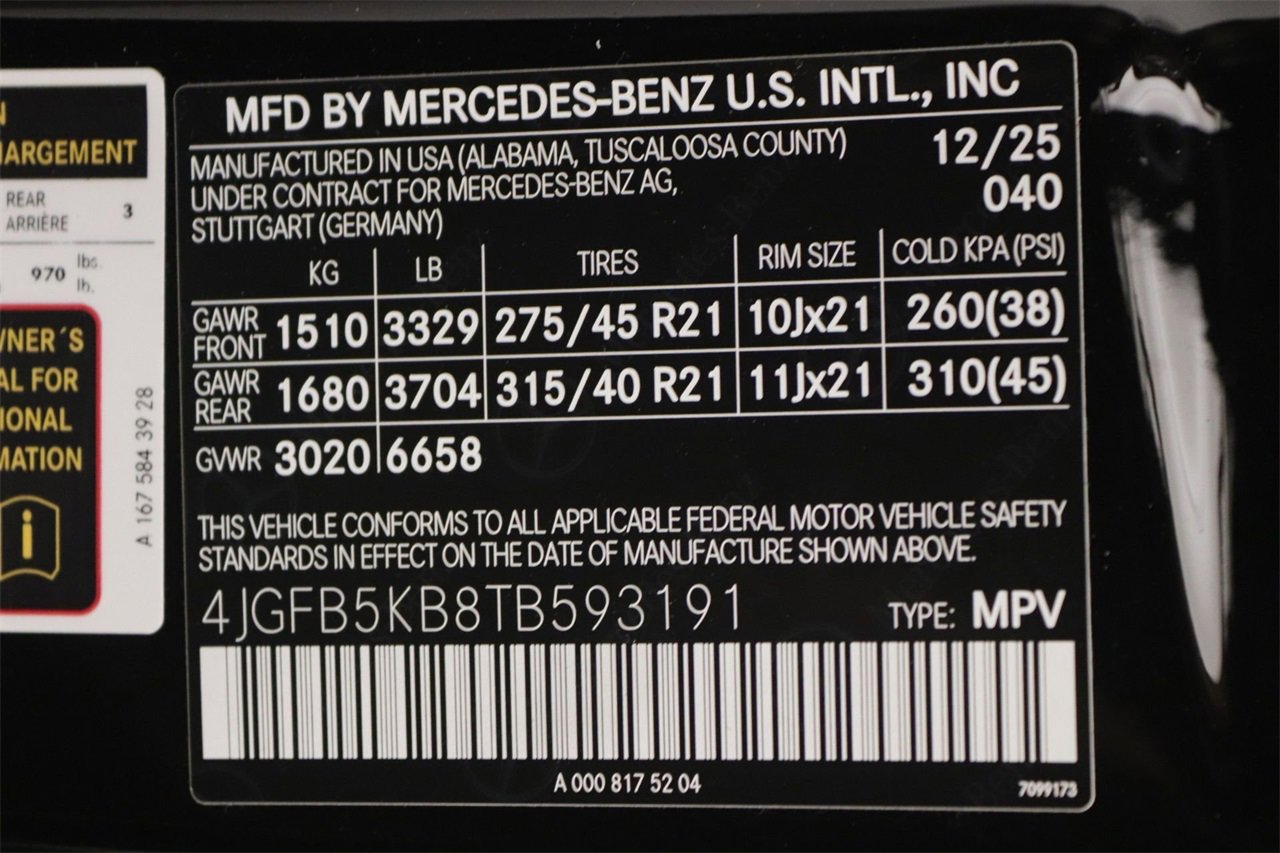 N
HARGEMENT
REAR
ARRIÈRE 3
970 lbs.
lb.
WNER´S
AL FOR
IONAL
MATION
A 167 584 39 28
MFD BY MERCEDES-BENZ U.S. INTL., INC
MANUFACTURED IN USA (ALABAMA, TUSCALOOSA COUNTY) 12/25
UNDER CONTRACT FOR MERCEDES-BENZ AG, 040
STUTTGART (GERMANY)
KG LB TIRES RIM SIZE COLD KPA (PSI)
GAWR FRONT 1510 3329 275/45 R21 10Jx21 260(38)
GAWR REAR 1680 3704 315/40 R21 11Jx21 310(45)
GVWR 3020 6658
THIS VEHICLE CONFORMS TO ALL APPLICABLE FEDERAL MOTOR VEHICLE SAFETY
STANDARDS IN EFFECT ON THE DATE OF MANUFACTURE SHOWN ABOVE.
4JGFB5KB8TB593191 TYPE: MPV
A 000 817 52 04
7099173